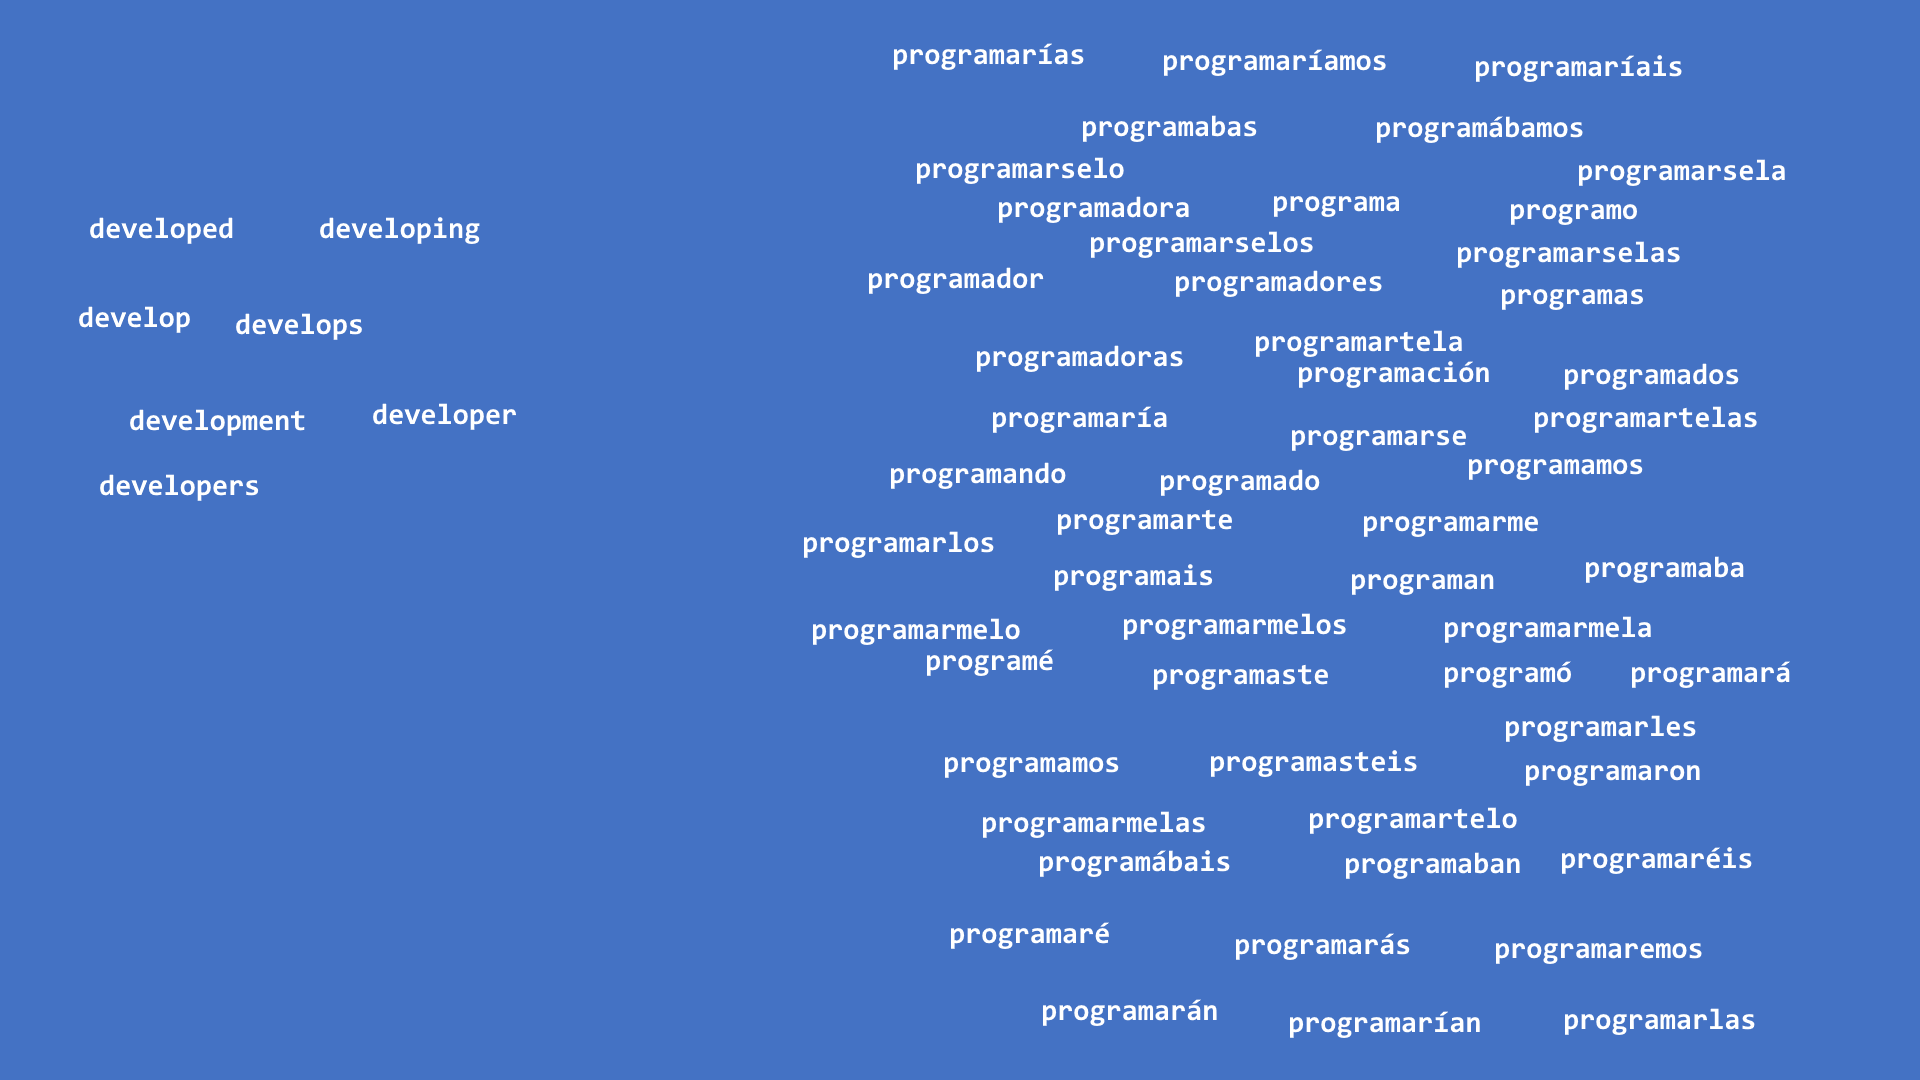 developed developing
develop develops
development developer
developers
programarías programaríamos programaríais
programabas programábamos
programarselo programarsela
programadora programa programo
programarselos programarselas
programador programadores programas
programartela
programadoras programación programados
programaría programarse programartelas
programando programado programamos
programarte programarme
programarlos
programais programan programaba
programarmelo programarmelos programarmela
programé programaste programó programará
programarles
programamos programasteis programaron
programarmelas programartelo
programábais programaban programaréis
programaré programarás programaremos
programarán programarían programarlas